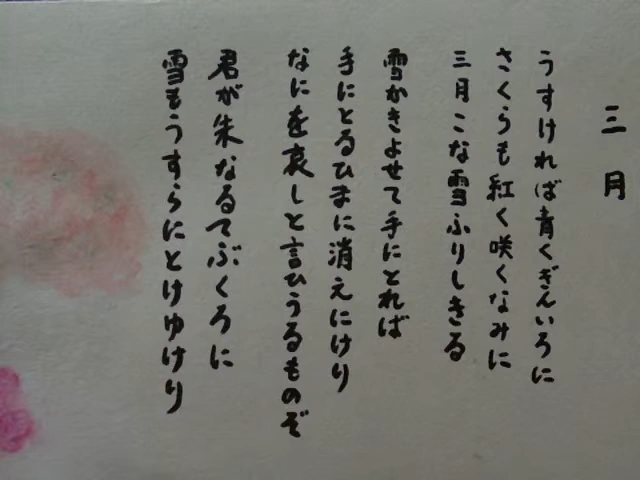 三月
うすければ青くぎんいろに
さくらも紅く咲くなみに
三月こな雪ふりしきる
雪かきよせて手にとれば
手にとるひまに消えにけり
なにを哀しと言ひうるものぞ
君が朱なるてぶくろに
雪もうすらにとけゆけり